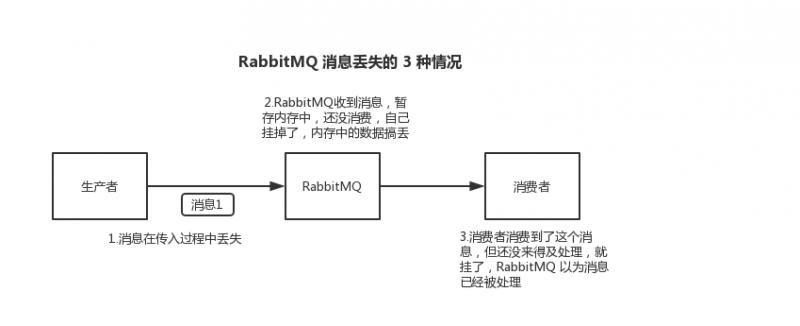 RabbitMQ 消息丢失的 3 种情况
2.RabbitMQ收到消息，暂
存内存中，还没消费，自己
挂掉了，内存中的数据搞丢
生产者
消息1
RabbitMQ
消费者
1.消息在传入过程中丢失
3.消费者消费到了这个消
息，但还没来得及处理，就
挂了，RabbitMQ 以为消息
已经被处理